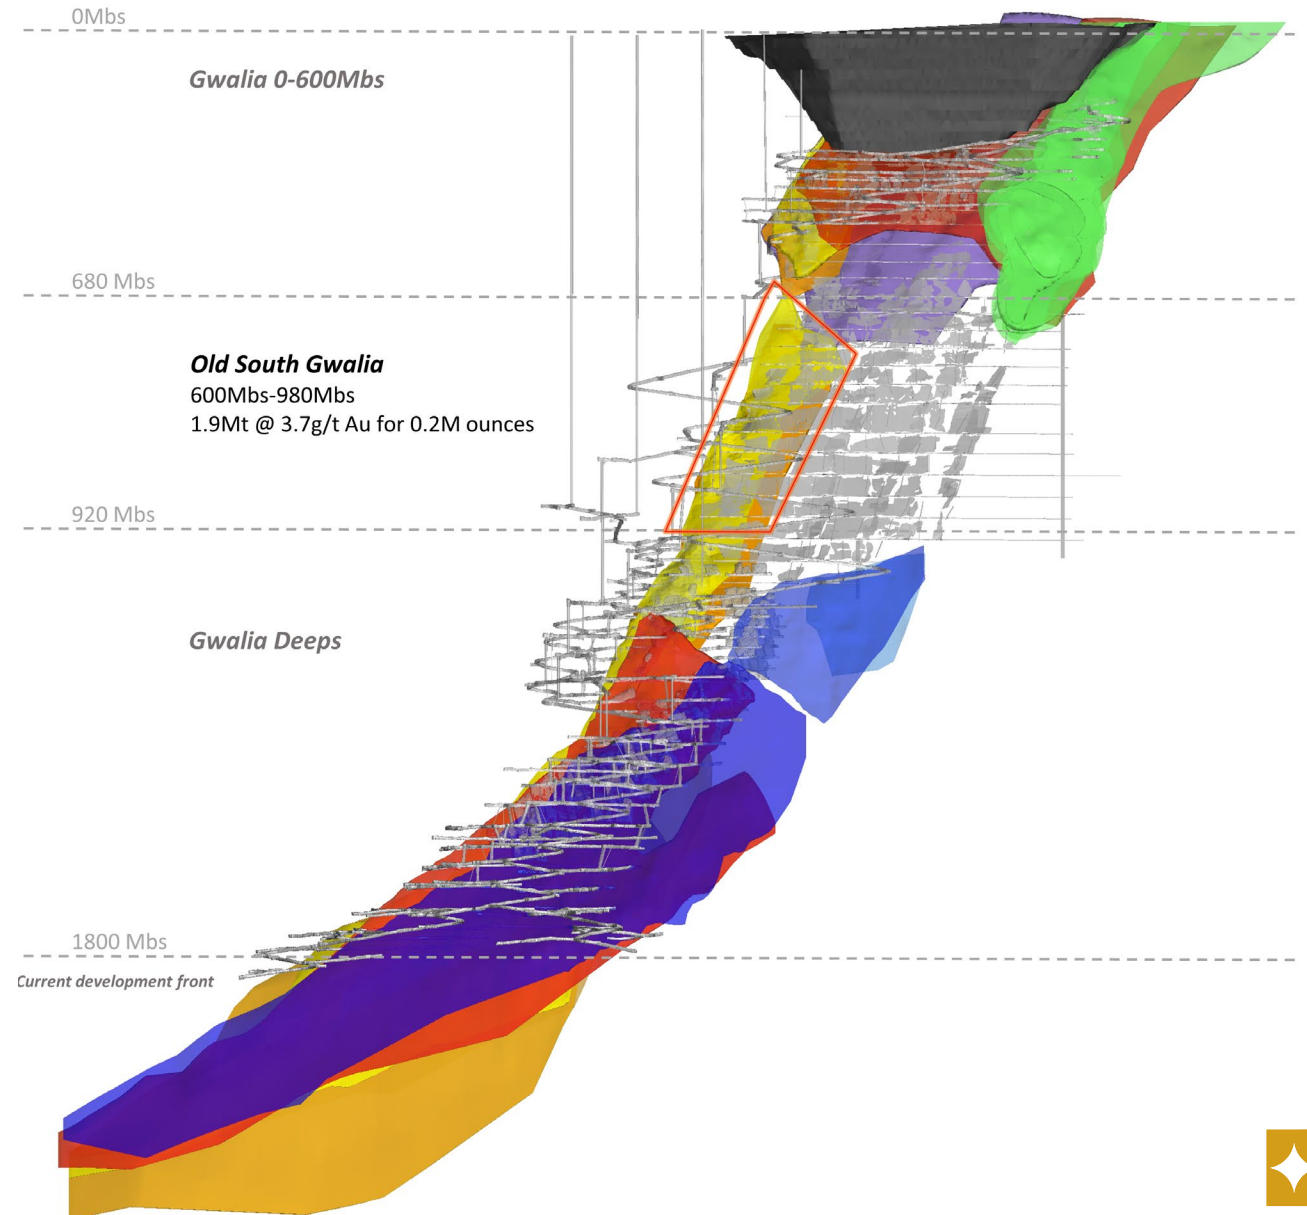 0Mbs
Gwalia 0-600Mbs
680 Mbs
Old South Gwalia
600Mbs-980Mbs
1.9Mt @ 3.7g/t Au for 0.2M ounces
920 Mbs
Gwalia Deeps
1800 Mbs
Current development front